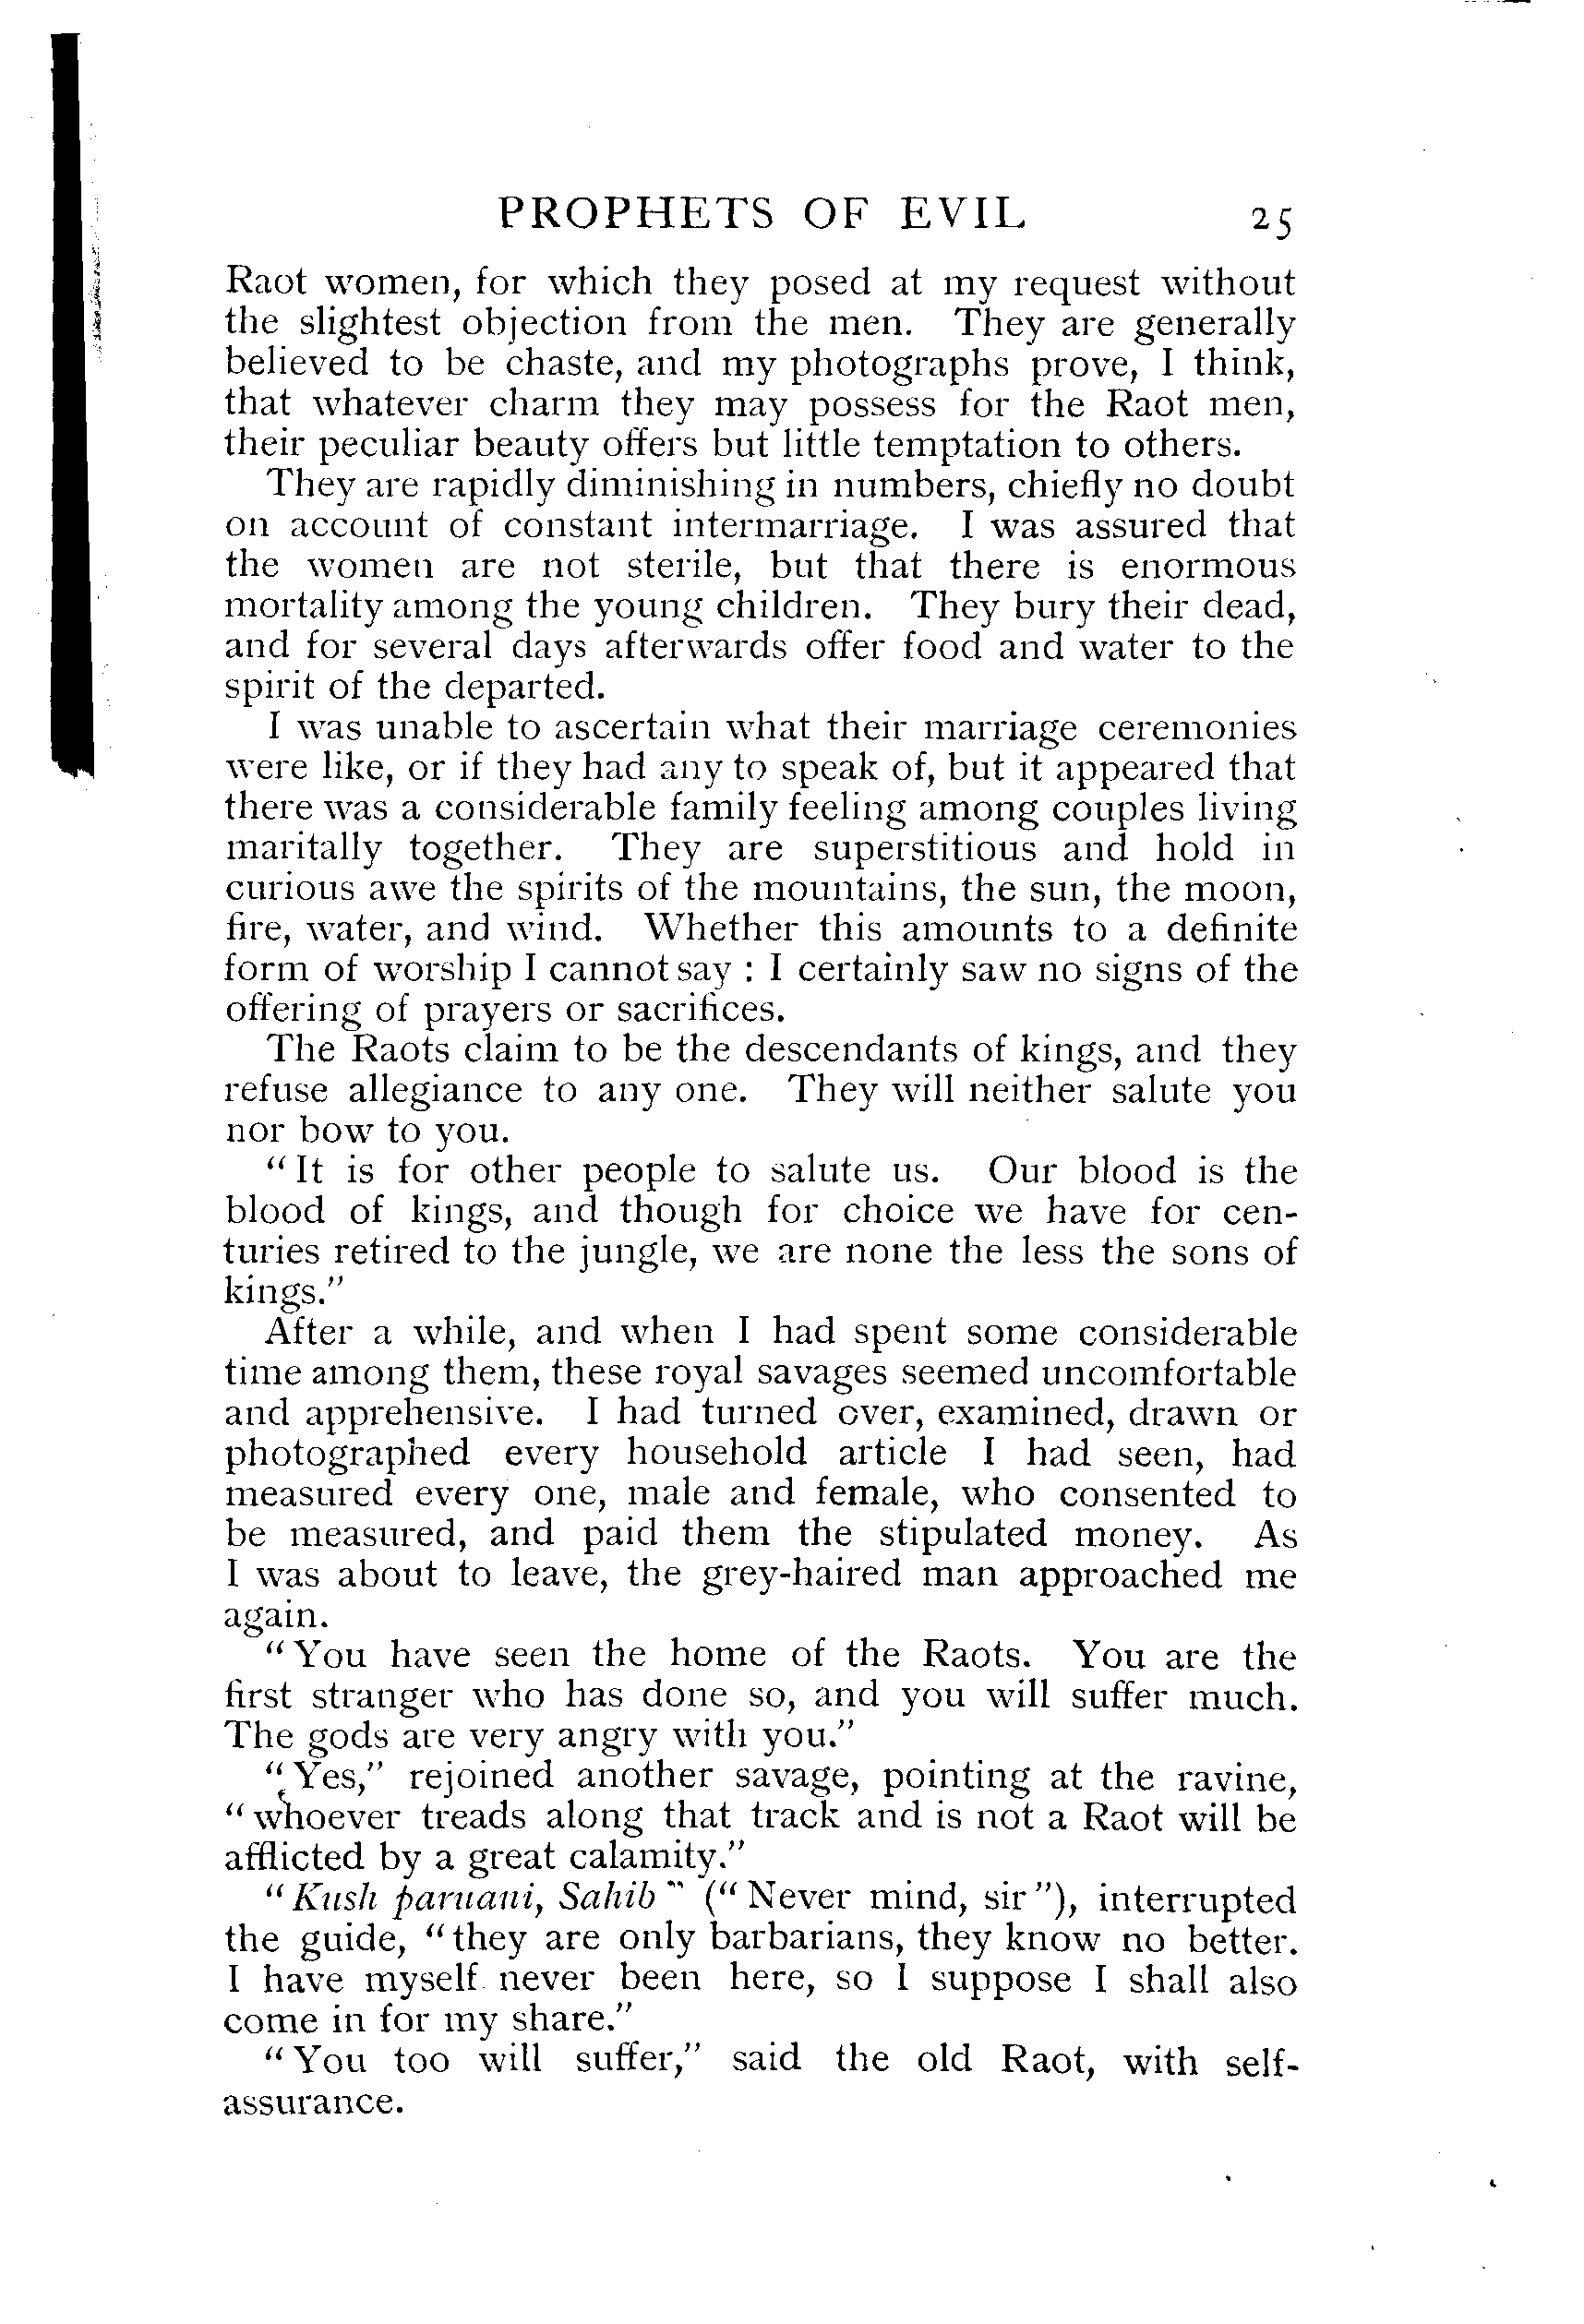 PROPHETS OF EVIL 25
Raot women, for which they posed at my request without
the slightest objection from the men. They are generally
believed to be chaste, and my photographs prove, I think,
that whatever charm they may possess for the Raot men,
their peculiar beauty offers but little temptation to others.
They are rapidly diminishing in numbers, chiefly no doubt
on account of constant intermarriage. I was assured that
the women are not sterile, but that there is enormous
mortality among the young children. They bury their dead,
and for several days afterwards offer food and water to the
spirit of the departed.
I was unable to ascertain what their marriage ceremonies
were like, or if they had any to speak of, but it appeared that
there was a considerable family feeling among couples living
maritally together. They are superstitious and hold in
curious awe the spirits of the mountains, the sun, the moon,
fire, water, and wind. Whether this amounts to a definite
form of worship I cannot say : I certainly saw no signs of the
offering of prayers or sacrifices.
The Raots claim to be the descendants of kings, and they
refuse allegiance to any one. They will neither salute you
nor bow to you.
“ It is for other people to salute us. Our blood is the
blood of kings, and though for choice we have for cen-
turies retired to the jungle, we are none the less the sons of
kings.”
After a while, and when I had spent some considerable
time among them, these royal savages seemed uncomfortable
and apprehensive. I had turned over, examined, drawn or
photographed every household article I had seen, had
measured every one, male and female, who consented to
be measured, and paid them the stipulated money. As
I was about to leave, the grey-haired man approached me
again.
“ You have seen the home of the Raots. You are the
first stranger who has done so, and you will suffer much.
The gods are very angry with you.”
“ Yes,” rejoined another savage, pointing at the ravine,
“ whoever treads along that track and is not a Raot will be
afflicted by a great calamity.”
“ Kush paruani, Sahib ” (“ Never mind, sir ”), interrupted
the guide, “ they are only barbarians, they know no better.
I have myself never been here, so I suppose I shall also
come in for my share.”
“ You too will suffer,” said the old Raot, with self-
assurance.